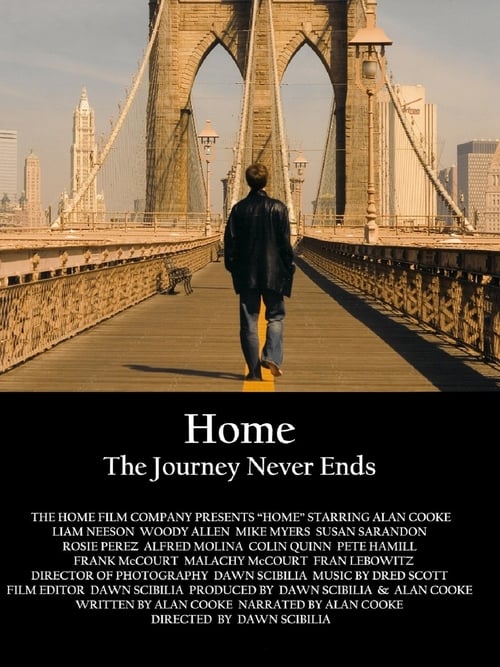 Home
The Journey Never Ends
THE HOME FILM COMPANY PRESENTS “HOME” STARRING ALAN COOKE
LIAM NEESON WOODY ALLEN MIKE MYERS SUSAN SARANDON
ROSIE PEREZ ALFRED MOLINA COLIN QUINN PETE HAMILL
FRANK McCOURT MALACHY McCOURT FRAN LEBOWITZ
DIRECTOR OF PHOTOGRAPHY DAWN SCIBILIA MUSIC BY DRED SCOTT
FILM EDITOR DAWN SCIBILIA PRODUCED BY DAWN SCIBILIA & ALAN COOKE
WRITTEN BY ALAN COOKE NARRATED BY ALAN COOKE
DIRECTED BY DAWN SCIBILIA